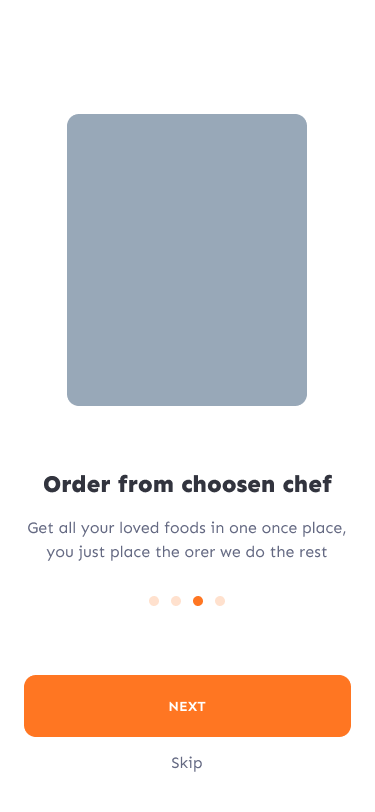 Order from choosen chef
Get all your loved foods in one once place,
you just place the orer we do the rest
NEXT
Skip